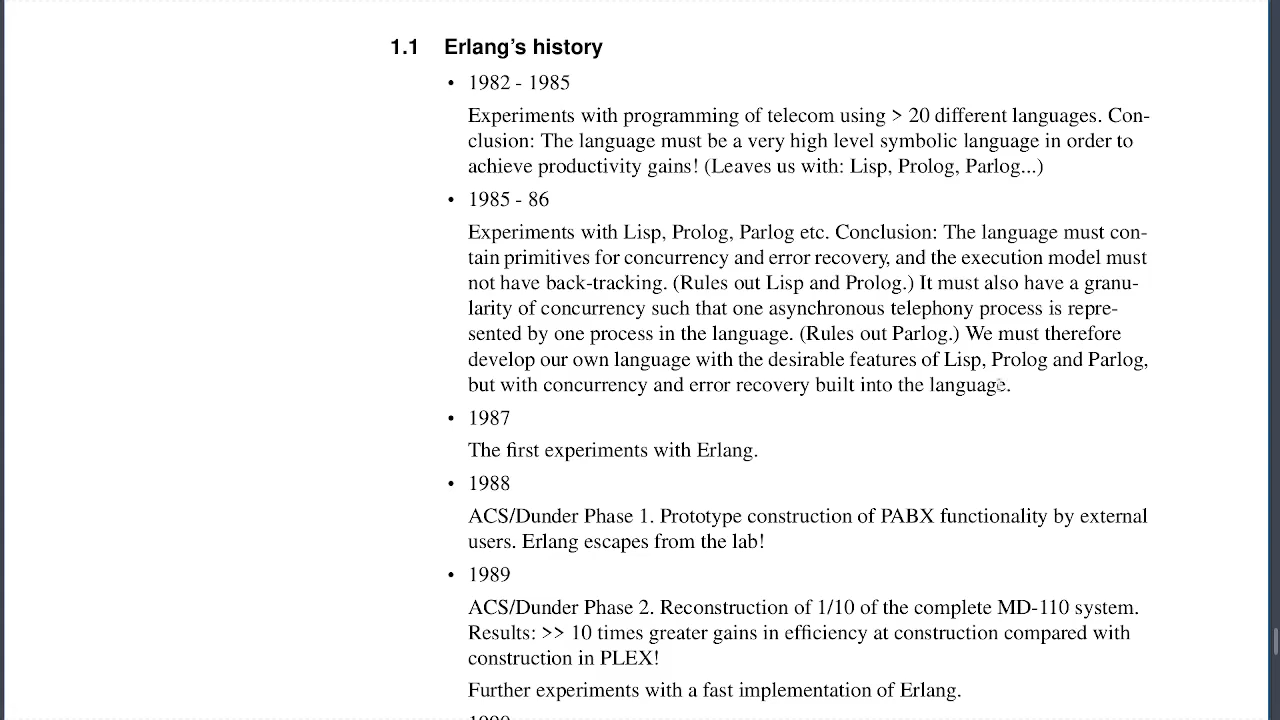 1.1 Erlang's history
• 1982 - 1985
Experiments with programming of telecom using > 20 different languages. Con-
clusion: The language must be a very high level symbolic language in order to
achieve productivity gains! (Leaves us with: Lisp, Prolog, Parlog...)
• 1985 - 86
Experiments with Lisp, Prolog, Parlog etc. Conclusion: The language must con-
tain primitives for concurrency and error recovery, and the execution model must
not have back-tracking. (Rules out Lisp and Prolog.) It must also have a granu-
larity of concurrency such that one asynchronous telephony process is repre-
sented by one process in the language. (Rules out Parlog.) We must therefore
develop our own language with the desirable features of Lisp, Prolog and Parlog,
but with concurrency and error recovery built into the language.
• 1987
The first experiments with Erlang.
• 1988
ACS/Dunder Phase 1. Prototype construction of PABX functionality by external
users. Erlang escapes from the lab!
• 1989
ACS/Dunder Phase 2. Reconstruction of 1/10 of the complete MD-110 system.
Results: >> 10 times greater gains in efficiency at construction compared with
construction in PLEX!
Further experiments with a fast implementation of Erlang.